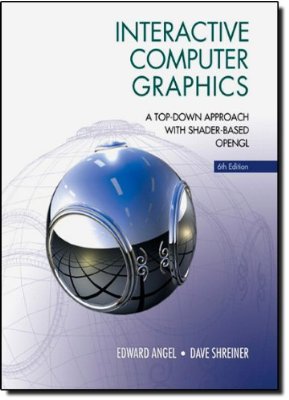 INTERACTIVE
COMPUTER
GRAPHICS
A TOP-DOWN APPROACH
WITH SHADER-BASED
OPENGL
6th Edition
EDWARD ANGEL • DAVE SHREINER